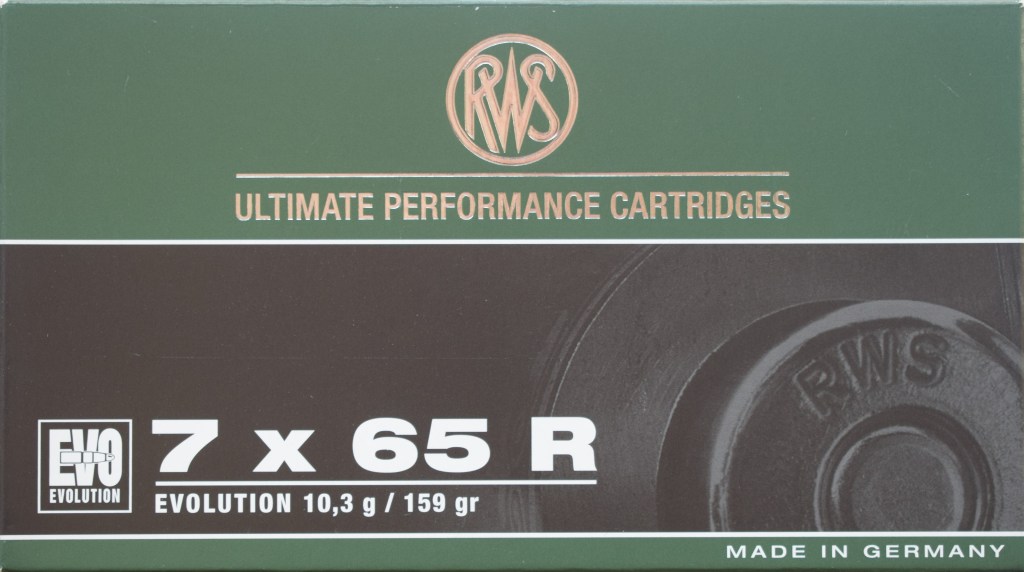 RWS
ULTIMATE PERFORMANCE CARTRIDGES
RWS
EVO
EVOLUTION
7 x 65 R
EVOLUTION 10,3 g / 159 gr
MADE IN GERMANY